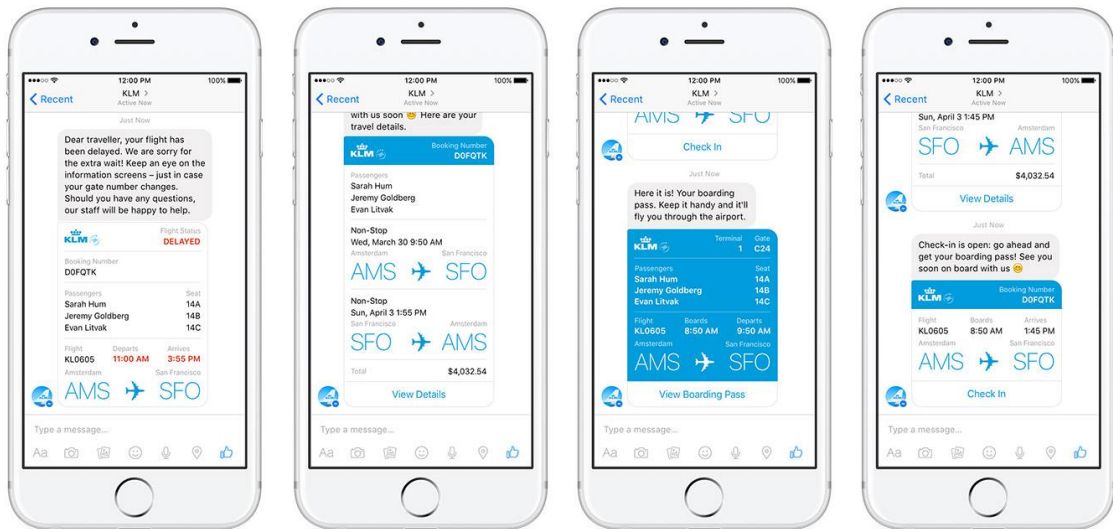 12:00 PM
100%
Recent
KLM >
Active Now
Just Now
Dear traveller, your flight has
been delayed. We are sorry for
the extra wait! Keep an eye on the
information screens – just in case
your gate number changes.
Should you have any questions,
our staff will be happy to help.
KLM
Flight Status
DELAYED
Booking Number
D0FQTK
Passengers Seat
Sarah Hum 14A
Jeremy Goldberg 14B
Evan Litvak 14C
Flight Departs Arrives
KL0605 11:00 AM 3:55 PM
Amsterdam San Francisco
AMS SFO
Type a message...
Aa
12:00 PM
100%
Recent
KLM >
Active Now
with us soon 😊 Here are your
travel details.
KLM
Booking Number
D0FQTK
Passengers
Sarah Hum
Jeremy Goldberg
Evan Litvak
Non-Stop
Wed, March 30 9:50 AM
Amsterdam San Francisco
AMS SFO
Non-Stop
Sun, April 3 1:55 PM
San Francisco Amsterdam
SFO AMS
Total $4,032.54
View Details
Type a message...
Aa
12:00 PM
100%
Recent
KLM >
Active Now
AMS SFO
Check In
Just Now
Here it is! Your boarding
pass. Keep it handy and it'll
fly you through the airport.
KLM
Terminal Gate
1 C24
Passengers Seat
Sarah Hum 14A
Jeremy Goldberg 14B
Evan Litvak 14C
Flight Boards Departs
KL0605 8:50 AM 9:50 AM
Amsterdam San Francisco
AMS SFO
View Boarding Pass
Type a message...
Aa
12:00 PM
100%
Recent
KLM >
Active Now
Sun, April 3 1:45 PM
San Francisco Amsterdam
SFO AMS
Total $4,032.54
View Details
Just Now
Check-in is open: go ahead and
get your boarding pass! See you
soon on board with us 😊
KLM
Booking Number
D0FQTK
Flight Boards Arrives
KL0605 8:50 AM 1:45 PM
Amsterdam San Francisco
AMS SFO
Check In
Type a message...
Aa